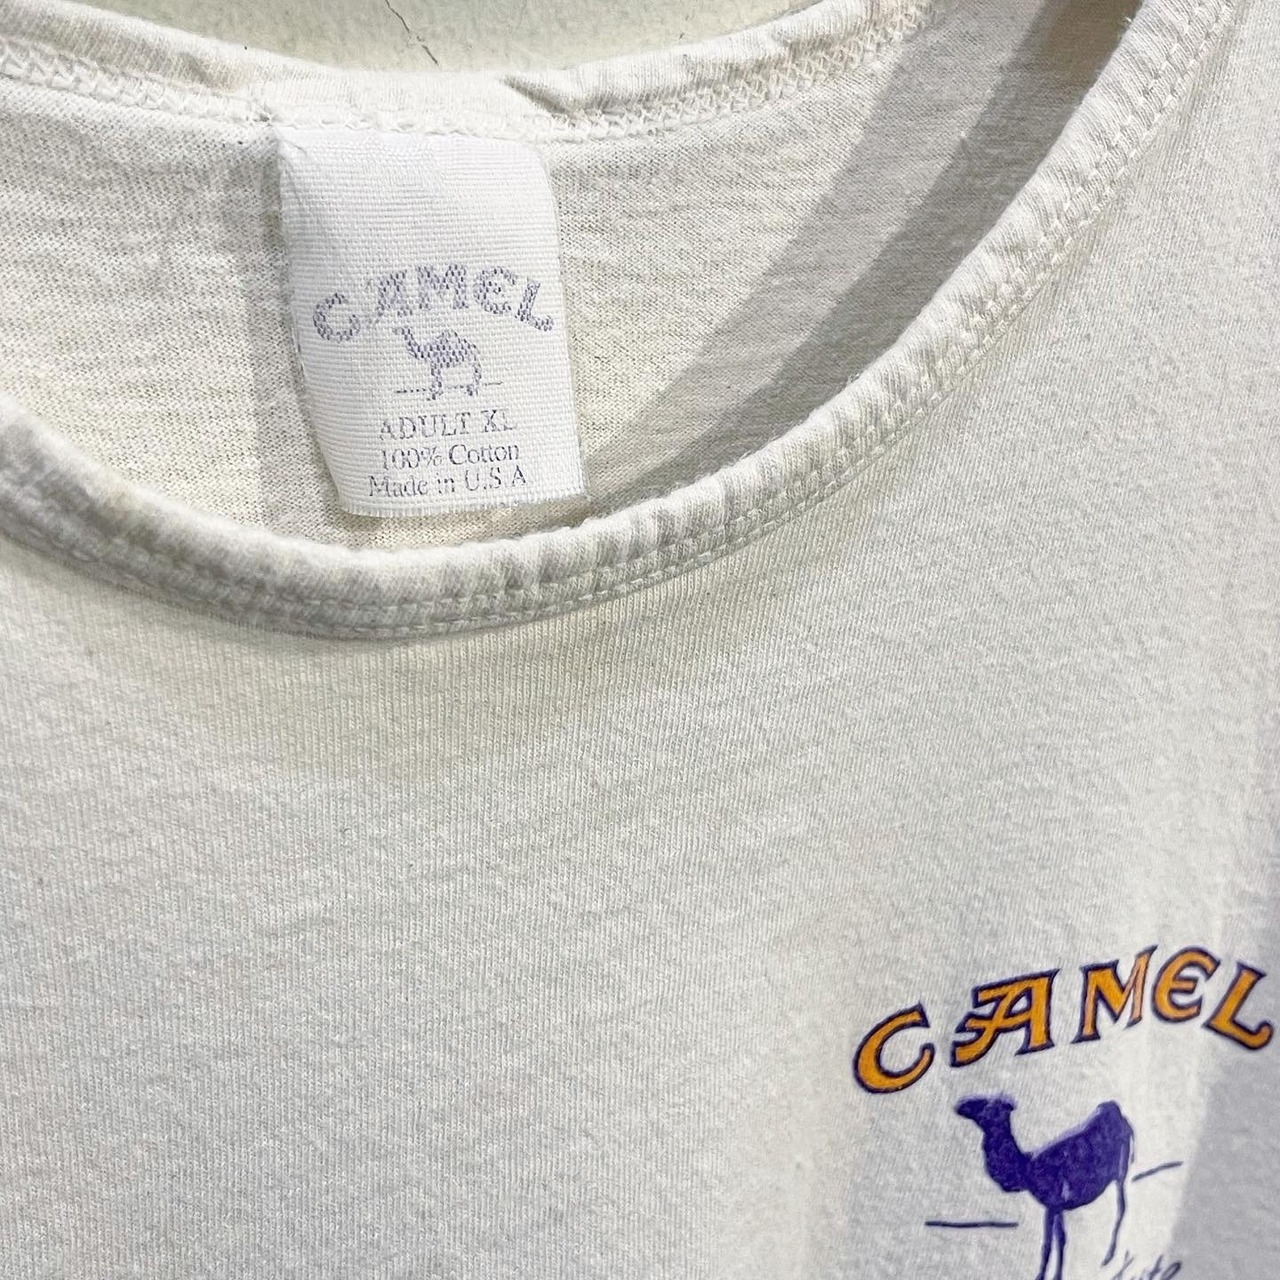 CAMEL
ADULT XL
100% Cotton
Made in U.S.A
CAMEL